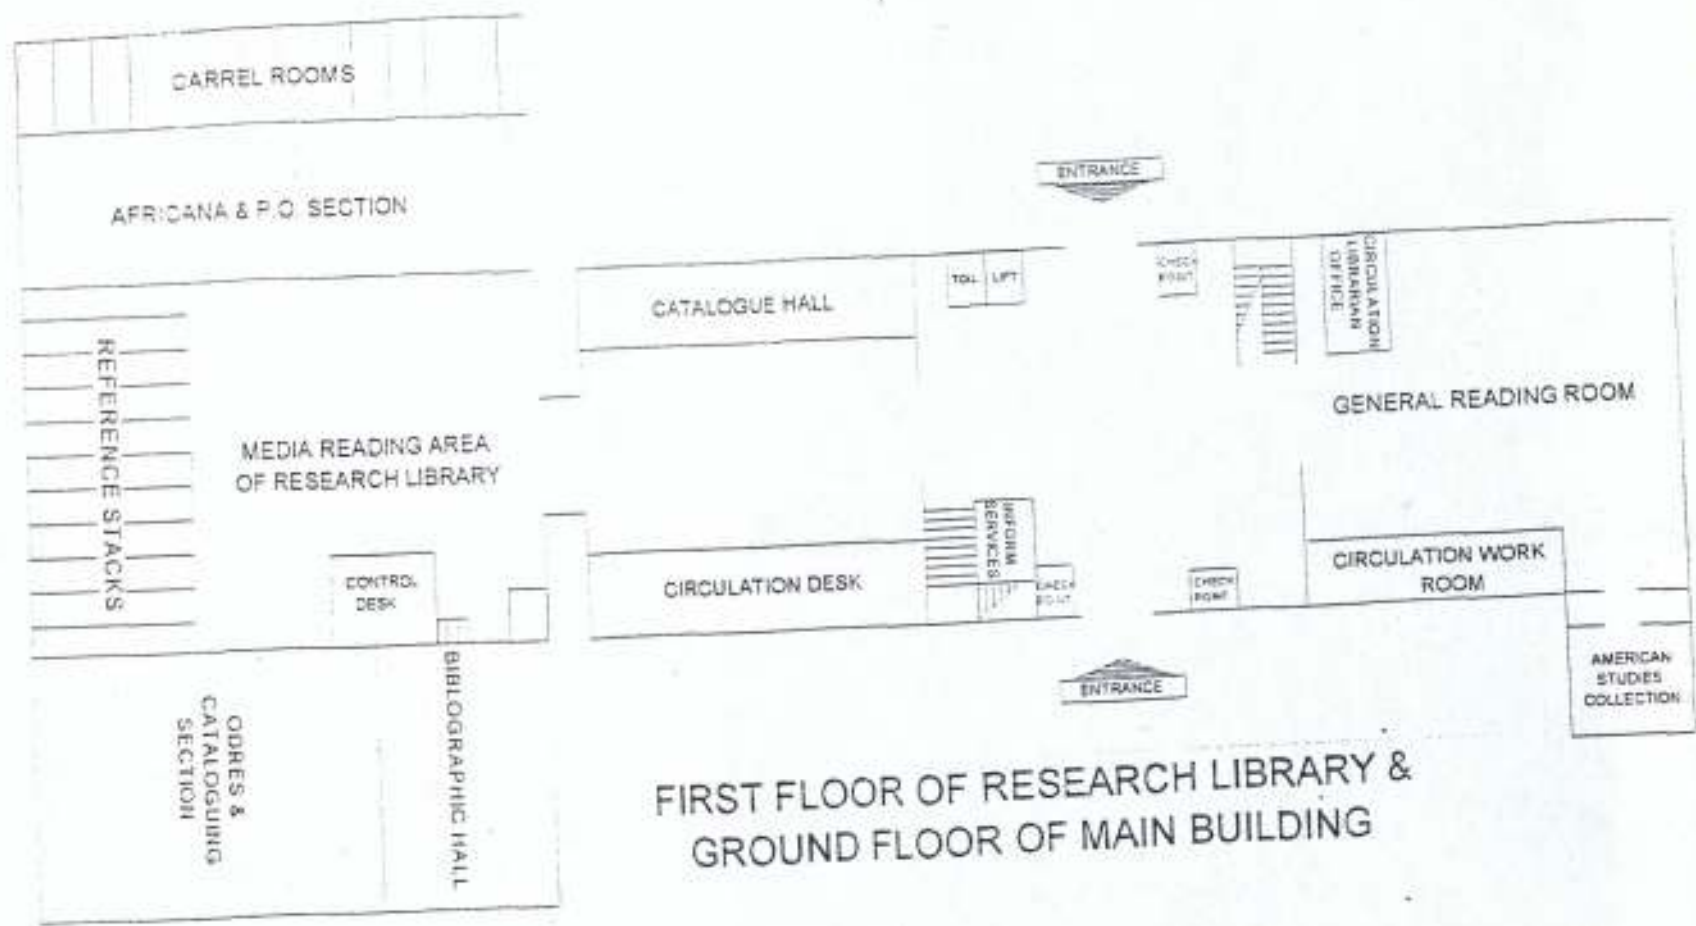 CARREL ROOMS
AFRICANA & P.O. SECTION
ENTRANCE
CATALOGUE HALL
TOIL
LIFT
CHECK
POINT
CIRCULATION
LIBRARIAN
OFFICE
REFERENCE STACKS
GENERAL READING ROOM
MEDIA READING AREA
OF RESEARCH LIBRARY
INFORM
SERVICES
CONTROL
DESK
CIRCULATION DESK
CHECK
POINT
CHECK
POINT
CIRCULATION WORK
ROOM
ENTRANCE
AMERICAN
STUDIES
COLLECTION
ODRES &
CATALOGUING
SECTION
BIBLOGRAPHIC HALL
FIRST FLOOR OF RESEARCH LIBRARY &
GROUND FLOOR OF MAIN BUILDING